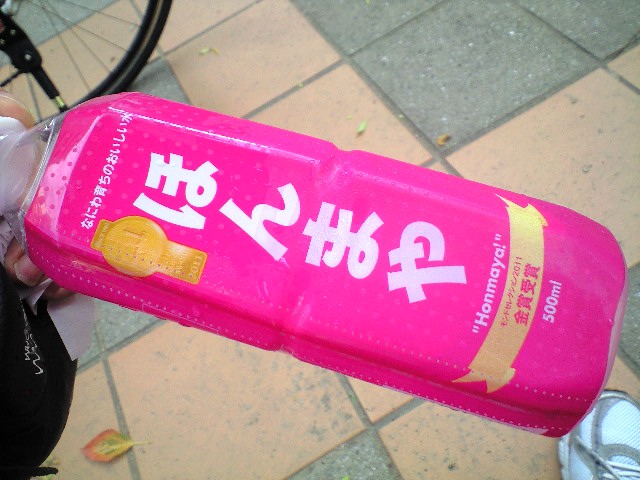 なにわ育ちのおいしい水
ほんまや
"Honmaya!"
モンドセレクション2011
金賞受賞
500ml
2011